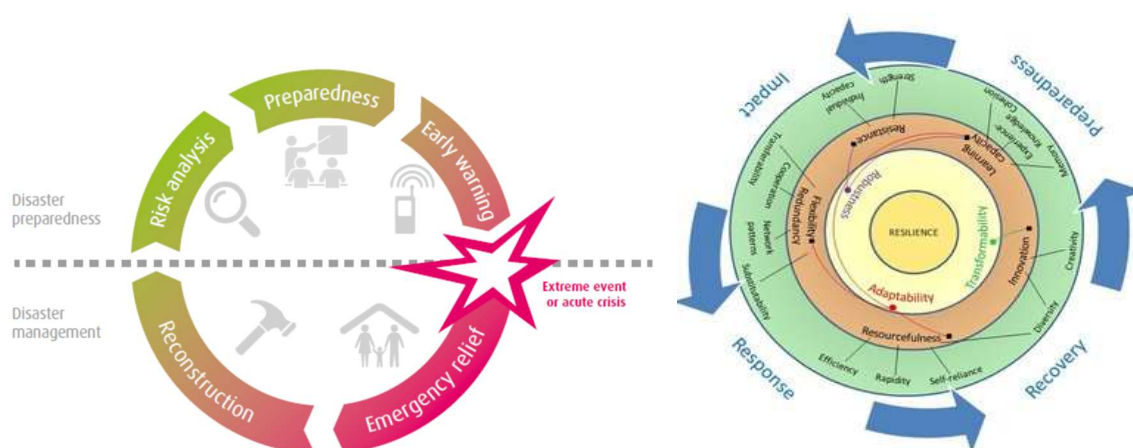 Preparedness
Early warning
Risk analysis
Disaster
preparedness
Extreme event
or acute crisis
Disaster
management
Reconstruction
Emergency relief
Impact
Preparedness
Response
Recovery
Strength
Individual
capacity
Transferability
Cooperation
Network
patterns
Substitutability
Efficiency
Rapidity
Self-reliance
Diversity
Creativity
Memory
Experience-
Knowledge
Cohesion
Resistance
Learning
capacity
Flexibility
Redundancy
Innovation
Resourcefulness
Robustness
Transformability
Adaptability
RESILIENCE